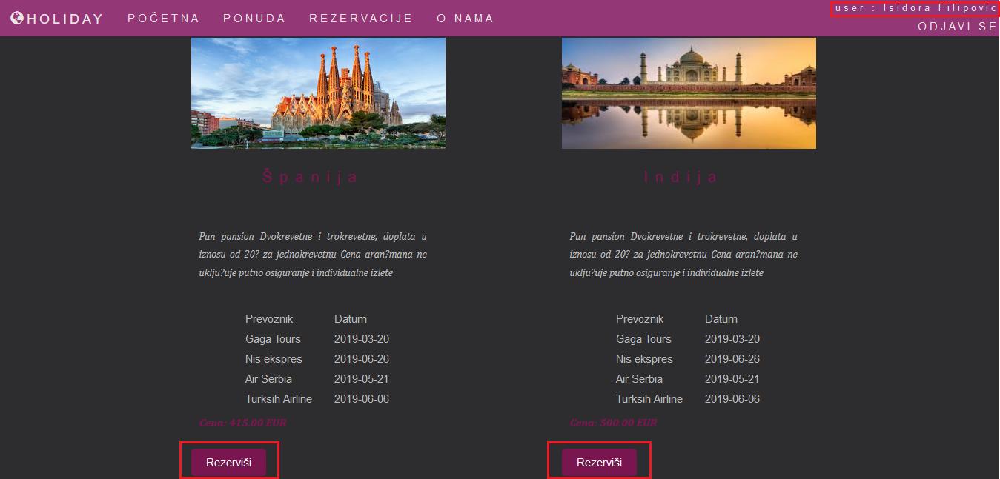 HOLIDAY POČETNA PONUDA REZERVACIJE O NAMA
user : Isidora Filipovic
ODJAVI SE
Španija
Pun pansion Dvokrevetne i trokrevetne, doplata u
iznosu od 20? za jednokrevetnu Cena aran?mana ne
uklju?uje putno osiguranje i individualne izlete
Prevoznik Datum
Gaga Tours 2019-03-20
Nis ekspres 2019-06-26
Air Serbia 2019-05-21
Turksih Airline 2019-06-06
Cena: 415.00 EUR
Rezerviši
Indija
Pun pansion Dvokrevetne i trokrevetne, doplata u
iznosu od 20? za jednokrevetnu Cena aran?mana ne
uklju?uje putno osiguranje i individualne izlete
Prevoznik Datum
Gaga Tours 2019-03-20
Nis ekspres 2019-06-26
Air Serbia 2019-05-21
Turksih Airline 2019-06-06
Cena: 500.00 EUR
Rezerviši